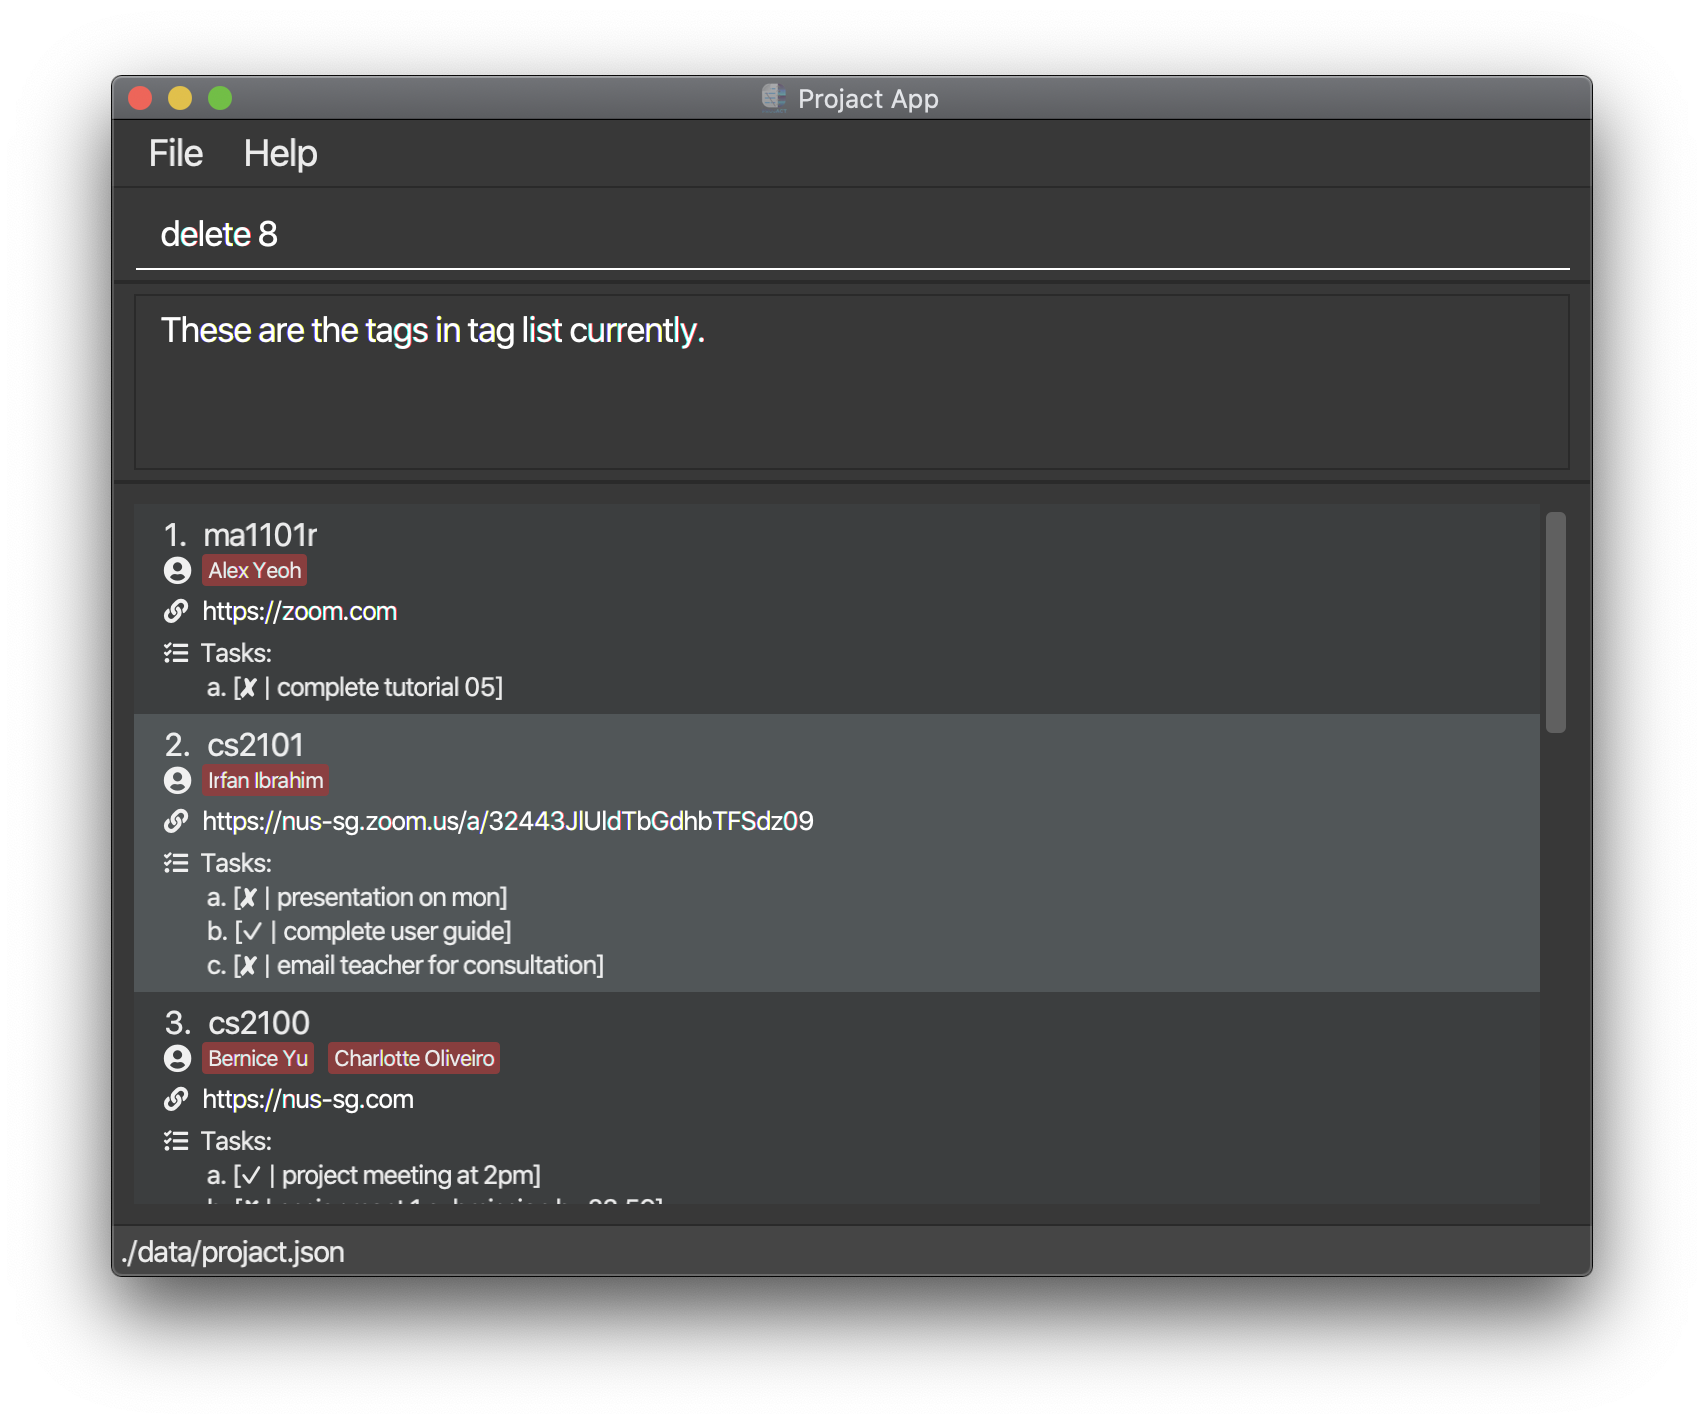 Projact App
File Help
delete 8
These are the tags in tag list currently.
1. ma1101r
Alex Yeoh
https://zoom.com
Tasks:
a. [✗ | complete tutorial 05]
2. cs2101
Irfan Ibrahim
https://nus-sg.zoom.us/a/32443JlUldTbGdhbTFSdz09
Tasks:
a. [✗ | presentation on mon]
b. [✓ | complete user guide]
c. [✗ | email teacher for consultation]
3. cs2100
Bernice Yu Charlotte Oliveiro
https://nus-sg.com
Tasks:
a. [✓ | project meeting at 2pm]
./data/projact.json